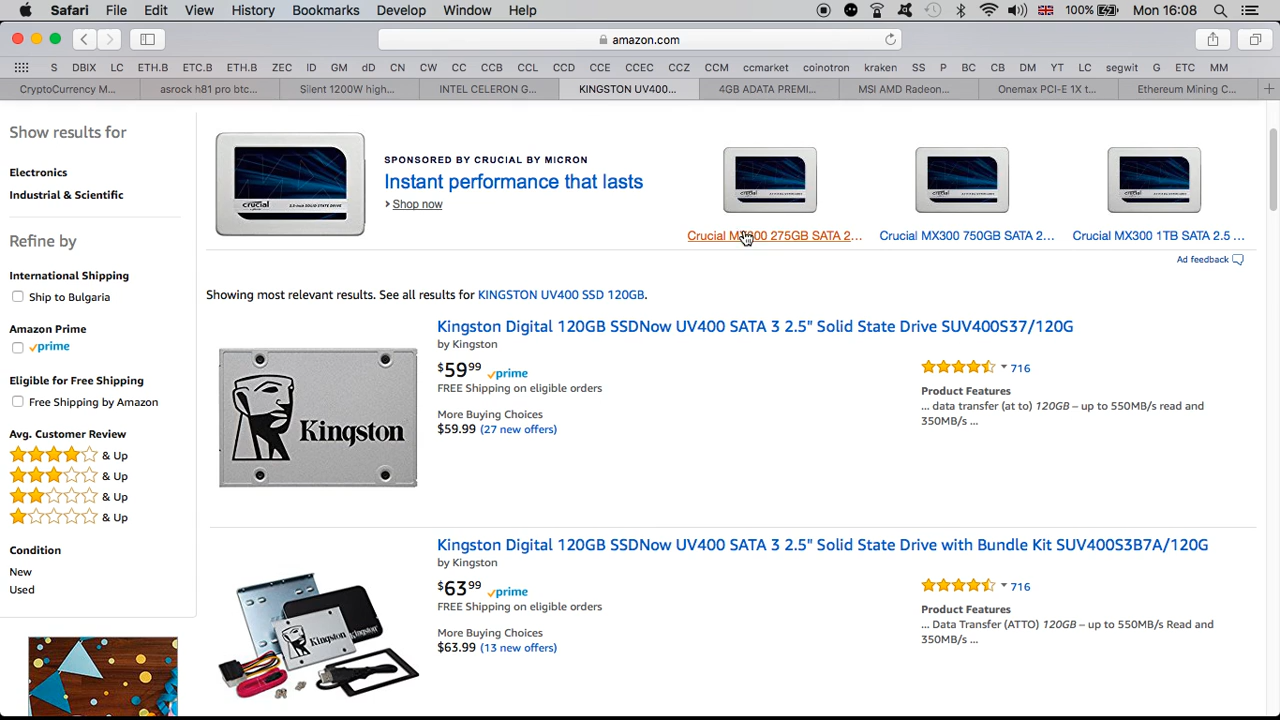 Safari File Edit View History Bookmarks Develop Window Help 100% Mon 16:08
amazon.com
S DBIX LC ETH.B ETC.B ETH.B ZEC ID GM dD CN CW CC CCB CCL CCD CCE CCEC CCZ CCM ccmarket coinotron kraken SS P BC CB DM YT LC segwit G ETC MM
CryptoCurrency M... asrock h81 pro btc... Silent 1200W high... INTEL CELERON G... KINGSTON UV400... 4GB ADATA PREMI... MSI AMD Radeon... Onemax PCI-E 1X t... Ethereum Mining C...
Show results for
Electronics
Industrial & Scientific
Refine by
International Shipping
Ship to Bulgaria
Amazon Prime
prime
Eligible for Free Shipping
Free Shipping by Amazon
Avg. Customer Review
& Up
& Up
& Up
& Up
Condition
New
Used
crucial
SPONSORED BY CRUCIAL BY MICRON
Instant performance that lasts
Shop now
Crucial MX300 275GB SATA 2... Crucial MX300 750GB SATA 2... Crucial MX300 1TB SATA 2.5 ...
Ad feedback
Showing most relevant results. See all results for KINGSTON UV400 SSD 120GB.
Kingston Digital 120GB SSDNow UV400 SATA 3 2.5" Solid State Drive SUV400S37/120G
by Kingston
$59 99 prime
FREE Shipping on eligible orders
More Buying Choices
$59.99 (27 new offers)
716
Product Features
... data transfer (at to) 120GB – up to 550MB/s read and
350MB/s ...
Kingston
Kingston Digital 120GB SSDNow UV400 SATA 3 2.5" Solid State Drive with Bundle Kit SUV400S3B7A/120G
by Kingston
$63 99 prime
FREE Shipping on eligible orders
More Buying Choices
$63.99 (13 new offers)
716
Product Features
... Data Transfer (ATTO) 120GB – up to 550MB/s Read and
350MB/s ...
Kingston